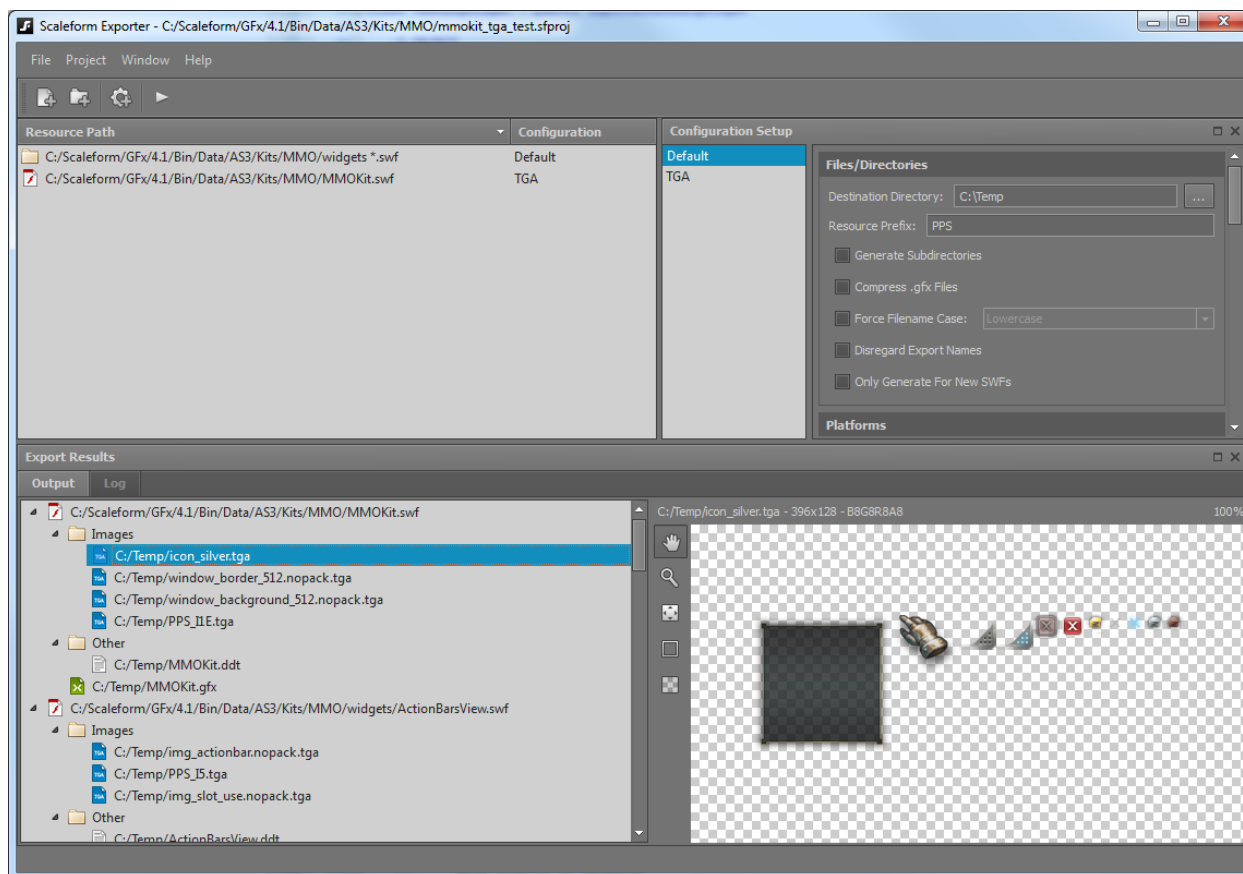 Scaleform Exporter - C:/Scaleform/GFx/4.1/Bin/Data/AS3/Kits/MMO/mmokit_tga_test.sfproj
File Project Window Help
Resource Path Configuration
C:/Scaleform/GFx/4.1/Bin/Data/AS3/Kits/MMO/widgets *.swf Default
C:/Scaleform/GFx/4.1/Bin/Data/AS3/Kits/MMO/MMOKit.swf TGA
Configuration Setup
Default
TGA
Files/Directories
Destination Directory: C:\Temp ...
Resource Prefix: PPS
Generate Subdirectories
Compress .gfx Files
Force Filename Case: Lowercase
Disregard Export Names
Only Generate For New SWFs
Platforms
Export Results
Output Log
C:/Scaleform/GFx/4.1/Bin/Data/AS3/Kits/MMO/MMOKit.swf
Images
C:/Temp/icon_silver.tga
C:/Temp/window_border_512.nopack.tga
C:/Temp/window_background_512.nopack.tga
C:/Temp/PPS_I1E.tga
Other
C:/Temp/MMOKit.ddt
C:/Temp/MMOKit.gfx
C:/Scaleform/GFx/4.1/Bin/Data/AS3/Kits/MMO/widgets/ActionBarsView.swf
Images
C:/Temp/img_actionbar.nopack.tga
C:/Temp/PPS_I5.tga
C:/Temp/img_slot_use.nopack.tga
Other
C:/Temp/ActionBarsView.ddt
C:/Temp/icon_silver.tga - 396x128 - B8G8R8A8 100%